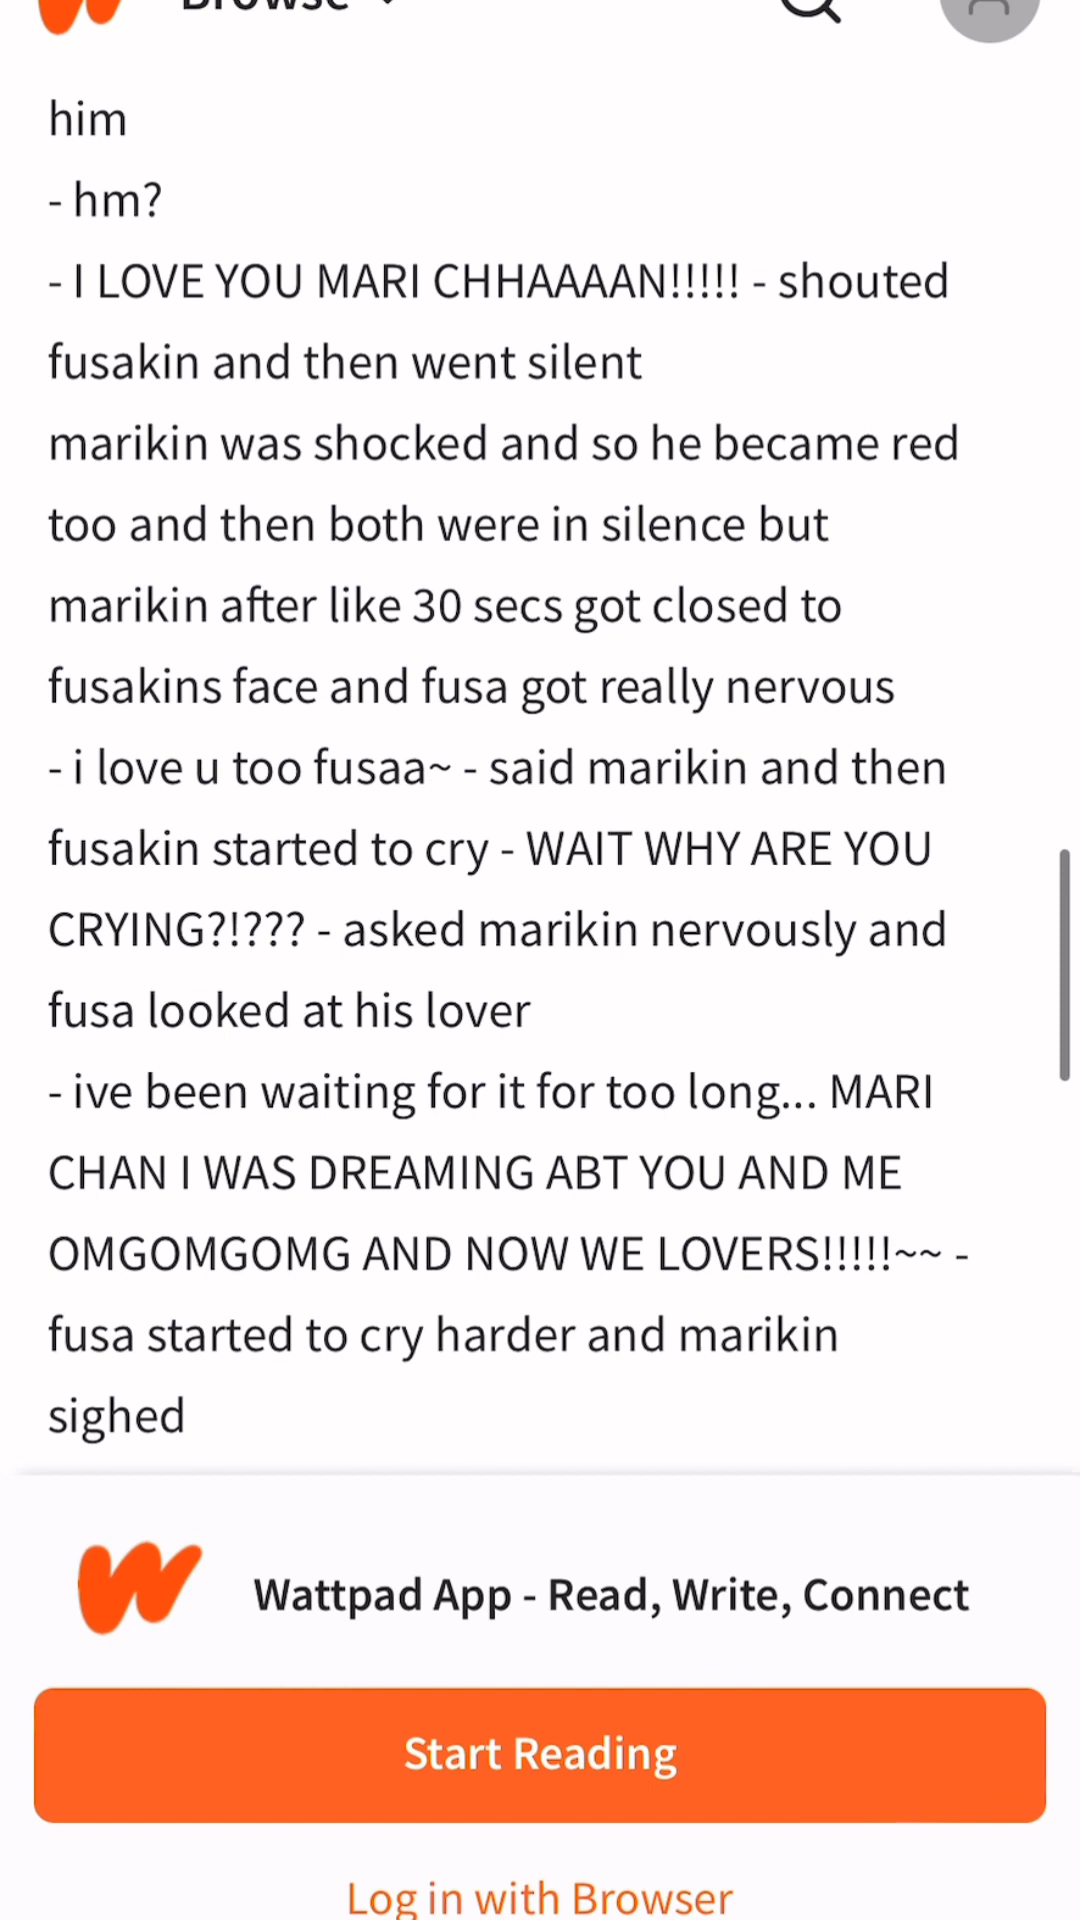 Browse
him
- hm?
- I LOVE YOU MARI CHHAAAAN!!!!! - shouted
fusakin and then went silent
marikin was shocked and so he became red
too and then both were in silence but
marikin after like 30 secs got closed to
fusakins face and fusa got really nervous
- i love u too fusaa~ - said marikin and then
fusakin started to cry - WAIT WHY ARE YOU
CRYING?!??? - asked marikin nervously and
fusa looked at his lover
- ive been waiting for it for too long... MARI
CHAN I WAS DREAMING ABT YOU AND ME
OMGOMGOMG AND NOW WE LOVERS!!!!!~~ -
fusa started to cry harder and marikin
sighed
Wattpad App - Read, Write, Connect
Start Reading
Log in with Browser